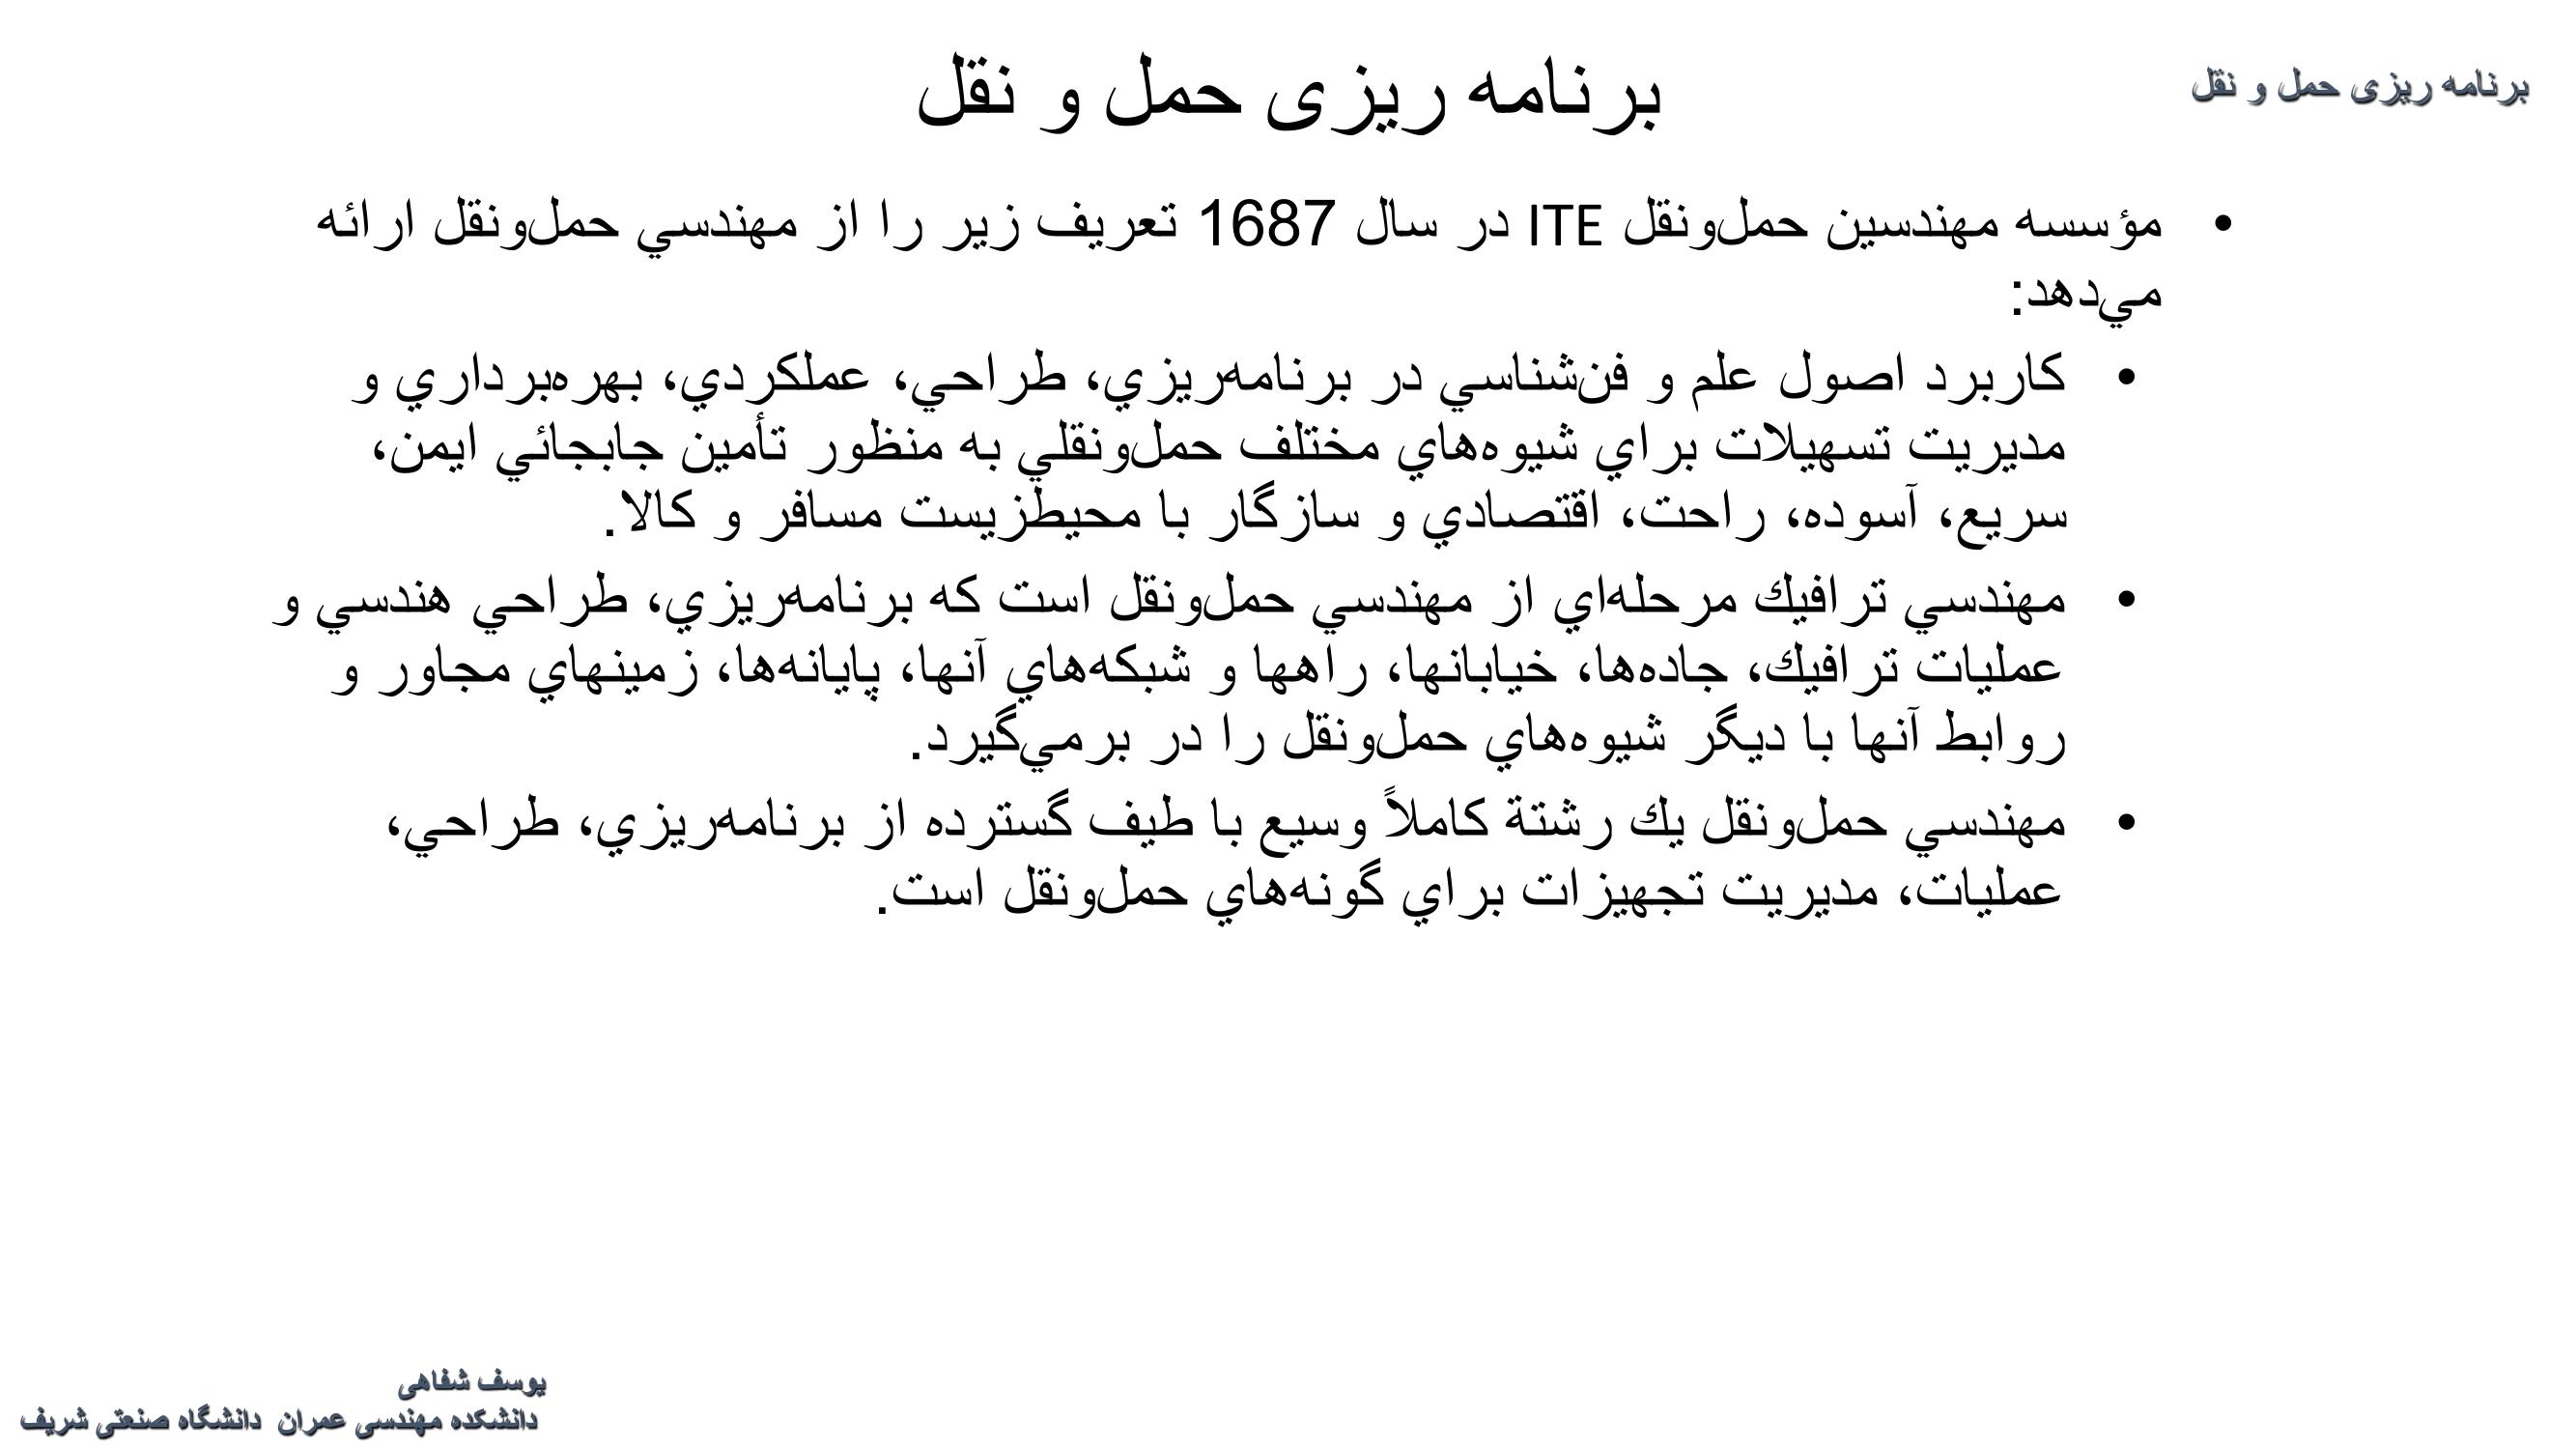 برنامه ریزی حمل و نقل
برنامه ریزی حمل و نقل
• مؤسسه مهندسين حمل‌ونقل ITE در سال 1687 تعريف زير را از مهندسي حمل‌ونقل ارائه
مي‌دهد:
• كاربرد اصول علم و فن‌شناسي در برنامه‌ريزي، طراحي، عملكردي، بهره‌برداري و
مديريت تسهيلات براي شيوه‌هاي مختلف حمل‌ونقلي به منظور تأمين جابجائي ايمن،
سريع، آسوده، راحت، اقتصادي و سازگار با محيط‌زيست مسافر و كالا.
• مهندسي ترافيك مرحله‌اي از مهندسي حمل‌ونقل است كه برنامه‌ريزي، طراحي هندسي و
عمليات ترافيك، جاده‌ها، خيابانها، راهها و شبكه‌هاي آنها، پايانه‌ها، زمينهاي مجاور و
روابط آنها با ديگر شيوه‌هاي حمل‌ونقل را در برمي‌گيرد.
• مهندسي حمل‌ونقل يك رشتة كاملاً وسيع با طيف گسترده از برنامه‌ريزي، طراحي،
عمليات، مديريت تجهيزات براي گونه‌هاي حمل‌ونقل است.
یوسف شفاهی
دانشکده مهندسی عمران دانشگاه صنعتی شریف